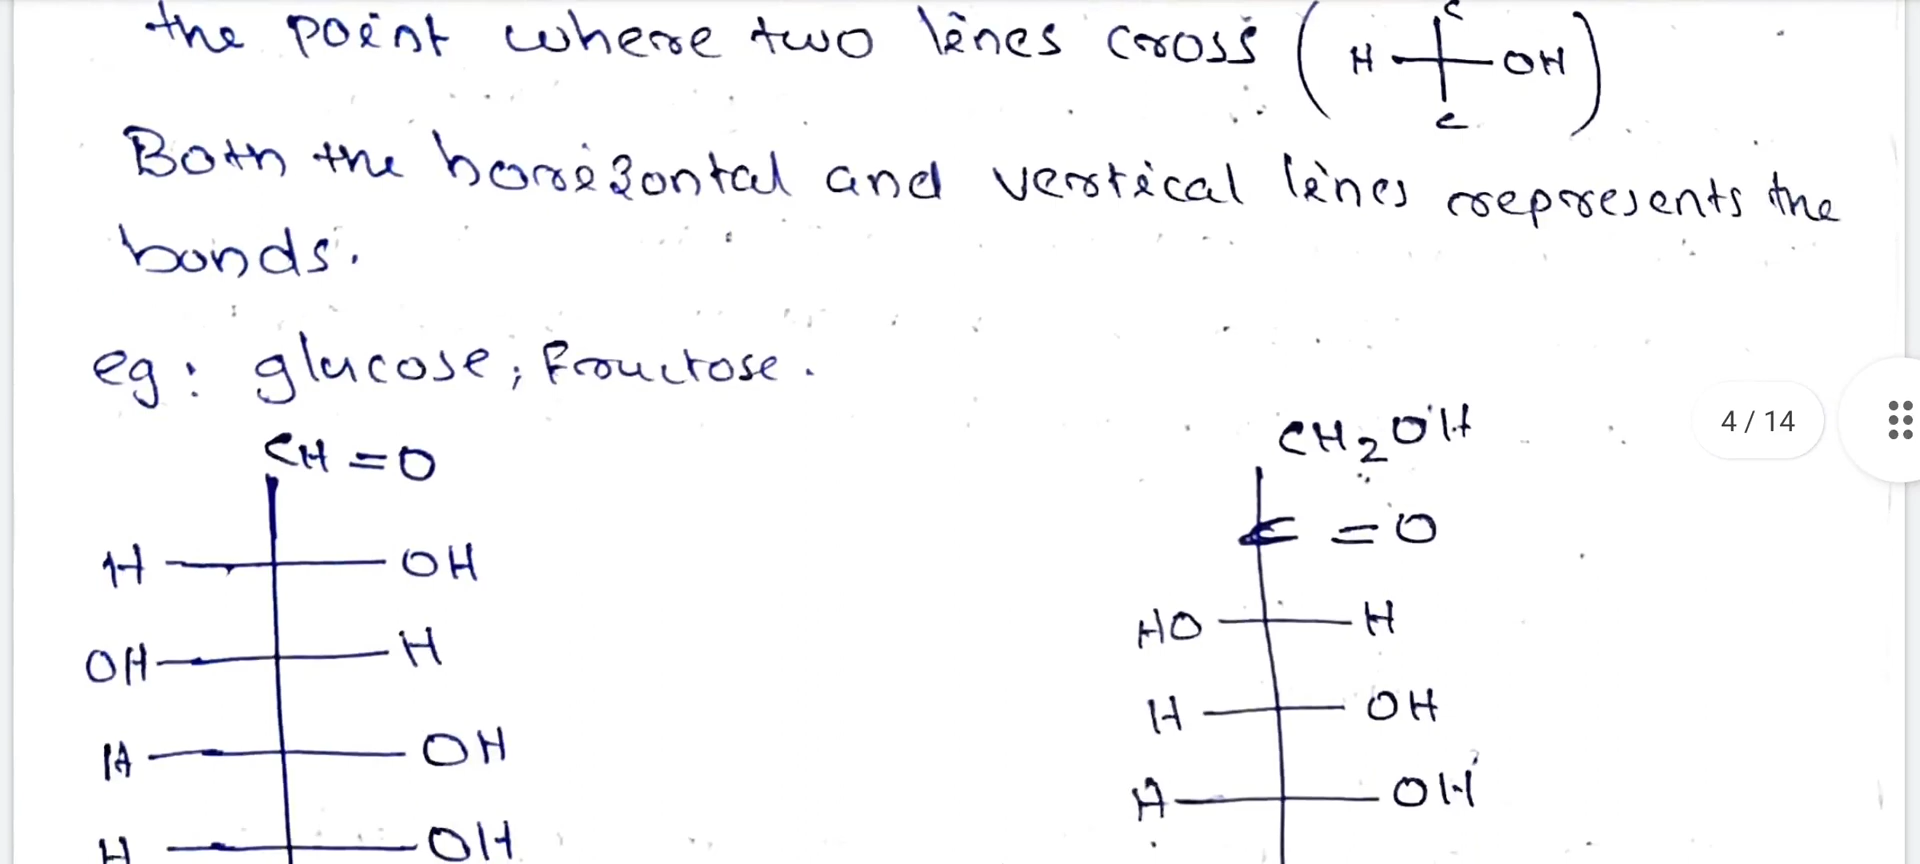 the point where two lines cross ( H C OH C )
Both the horizontal and vertical lines represents the
bonds.
eg: glucose, Fructose.
4 / 14
CH=O
H OH
OH H
H OH
H OH
CH2OH
C =O
HO H
H OH
H OH